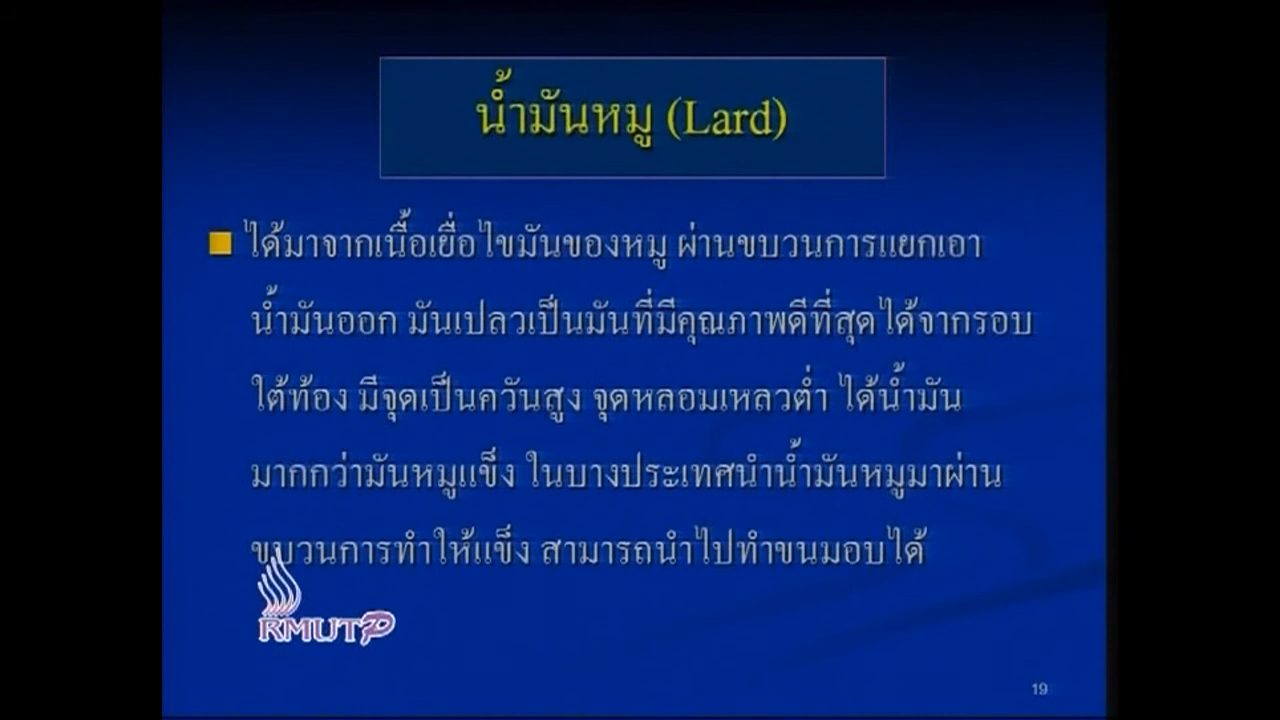 น้ำมันหมู (Lard)
ได้มาจากเนื้อเยื่อไขมันของหมู ผ่านขบวนการแยกเอา
น้ำมันออก มันเปลวเป็นมันที่มีคุณภาพดีที่สุดได้จากรอบ
ใต้ท้อง มีจุดเป็นควันสูง จุดหลอมเหลวต่ำ ได้น้ำมัน
มากกว่ามันหมูแข็ง ในบางประเทศนำน้ำมันหมูมาผ่าน
ขบวนการทำให้แข็ง สามารถนำไปทำขนมอบได้
RMUTP
19